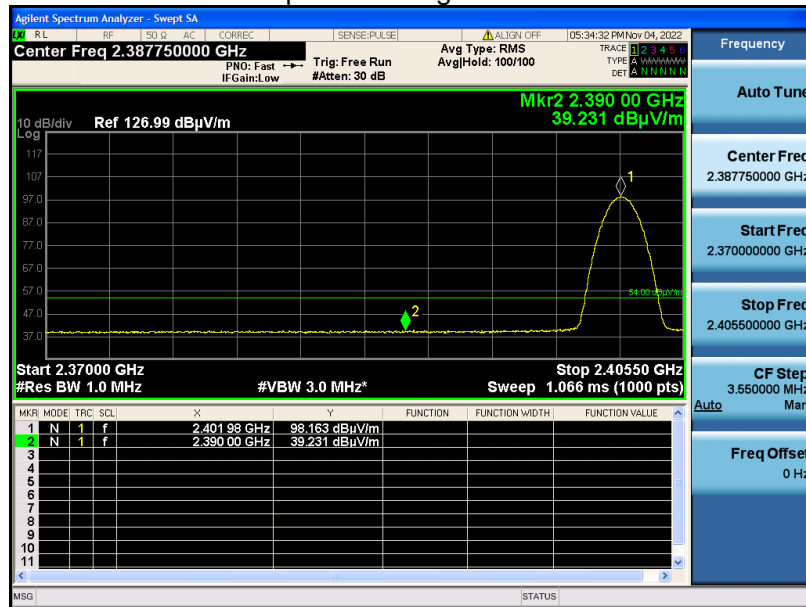 Agilent Spectrum Analyzer - Swept SA
LXI RL RF 50 Ω AC CORREC SENSE:PULSE ALIGN OFF 05:34:32 PM Nov 04, 2022
Center Freq 2.387750000 GHz
PNO: Fast
IFGain:Low
Trig: Free Run
#Atten: 30 dB
Avg Type: RMS
Avg|Hold: 100/100
TRACE 1 2 3 4 5 6
TYPE A WWWWW
DET A N N N N N
Frequency
Auto Tune
Center Freq
2.387750000 GHz
Start Freq
2.370000000 GHz
Stop Freq
2.405500000 GHz
CF Step
3.550000 MHz
Auto Man
Freq Offset
0 Hz
Mkr2 2.390 00 GHz
39.231 dBµV/m
10 dB/div Ref 126.99 dBµV/m
Log
117
107
97.0
87.0
77.0
67.0
57.0
47.0
37.0
1
54.00 dBµV/m
2
Start 2.37000 GHz Stop 2.40550 GHz
#Res BW 1.0 MHz #VBW 3.0 MHz* Sweep 1.066 ms (1000 pts)
MKR MODE TRC SCL X Y FUNCTION FUNCTION WIDTH FUNCTION VALUE
1 N 1 f 2.401 98 GHz 98.163 dBµV/m
2 N 1 f 2.390 00 GHz 39.231 dBµV/m
3
4
5
6
7
8
9
10
11
MSG STATUS